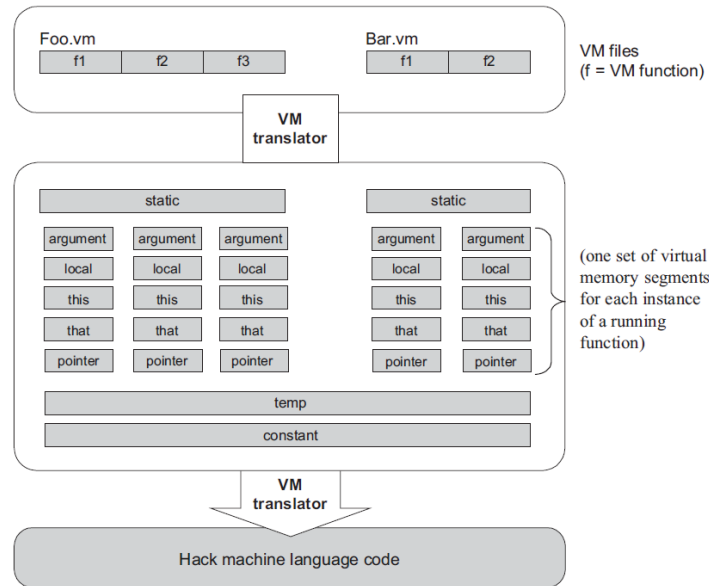 Foo.vm
f1 f2 f3
Bar.vm
f1 f2
VM files
(f = VM function)
VM
translator
static static
argument argument argument argument argument
local local local local local
this this this this this
that that that that that
pointer pointer pointer pointer pointer
(one set of virtual
memory segments
for each instance
of a running
function)
temp
constant
VM
translator
Hack machine language code